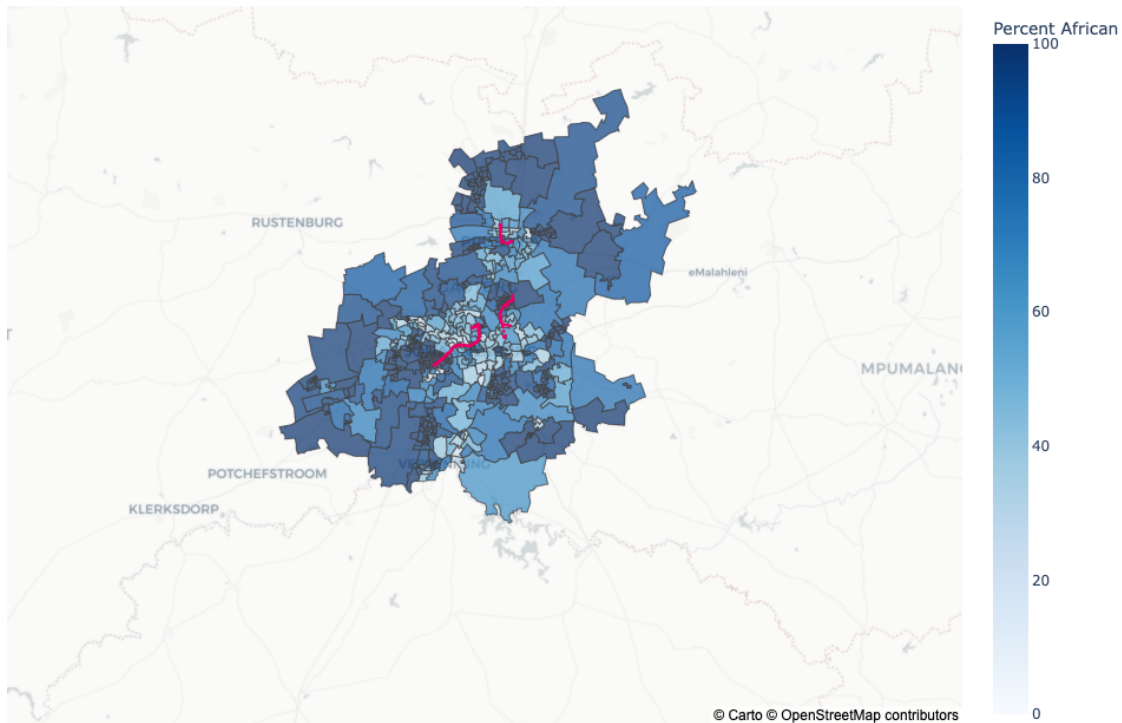 Percent African
100
80
60
40
20
0
RUSTENBURG
eMalahleni
MPUMALANG
POTCHEFSTROOM
KLERKSDORP
© Carto © OpenStreetMap contributors